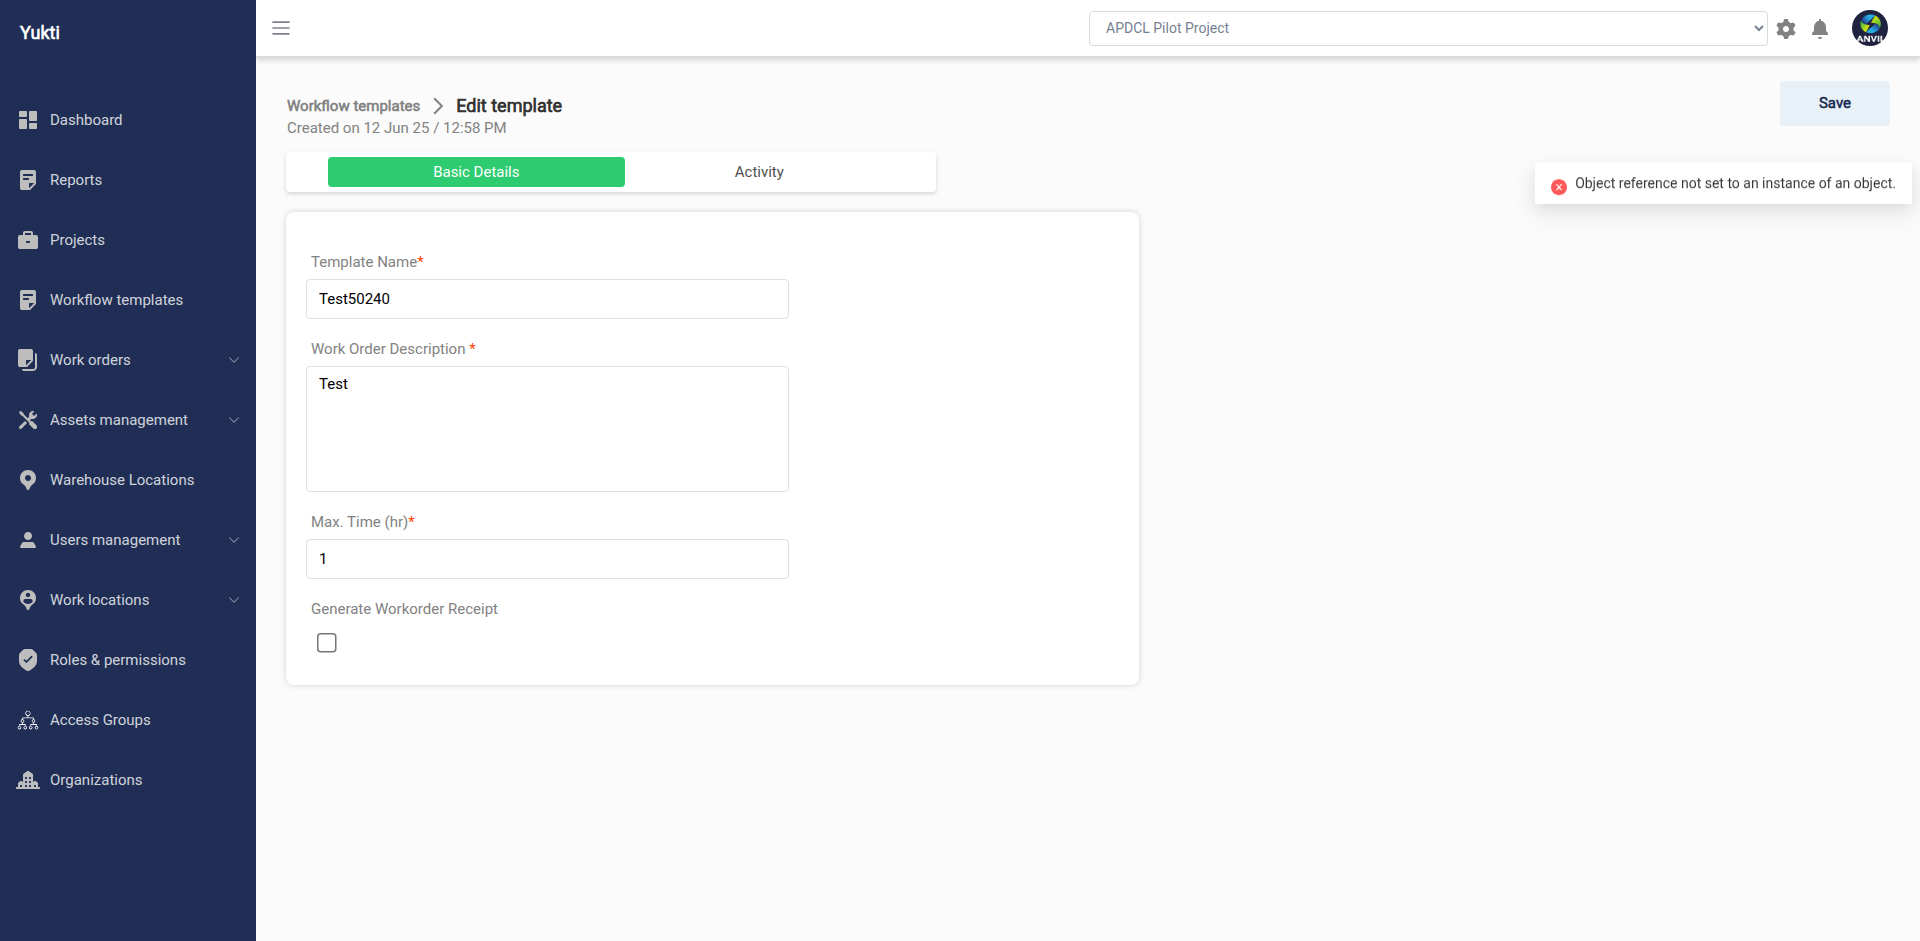 Yukti
APDCL Pilot Project
ANVIL
Dashboard
Reports
Projects
Workflow templates
Work orders
Assets management
Warehouse Locations
Users management
Work locations
Roles & permissions
Access Groups
Organizations
Workflow templates Edit template
Created on 12 Jun 25 / 12:58 PM
Save
Basic Details Activity
Object reference not set to an instance of an object.
Template Name*
Test50240
Work Order Description *
Test
Max. Time (hr)*
1
Generate Workorder Receipt